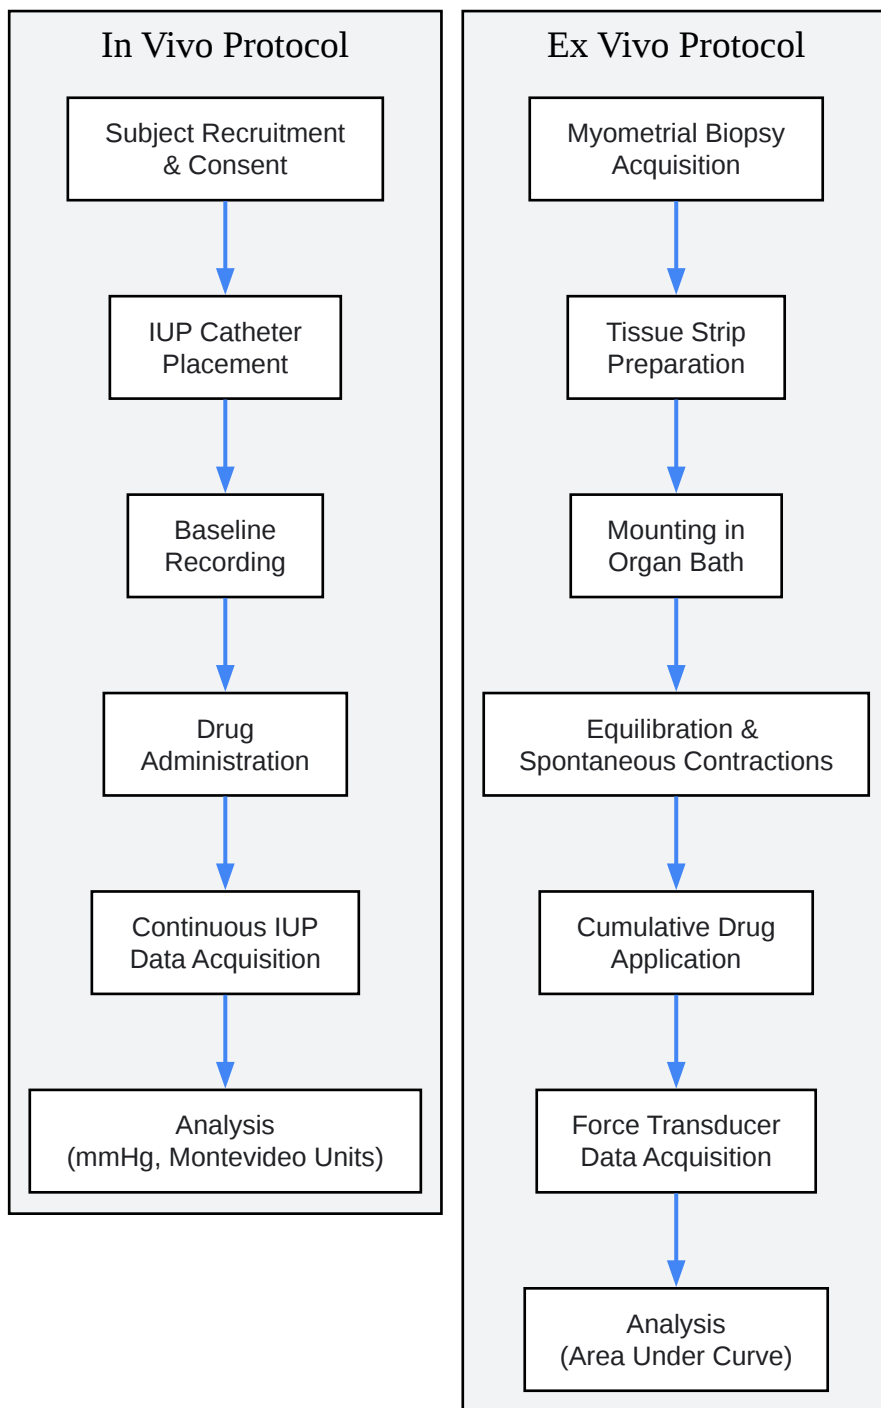 In Vivo Protocol
Subject Recruitment
& Consent
IUP Catheter
Placement
Baseline
Recording
Drug
Administration
Continuous IUP
Data Acquisition
Analysis
(mmHg, Montevideo Units)
Ex Vivo Protocol
Myometrial Biopsy
Acquisition
Tissue Strip
Preparation
Mounting in
Organ Bath
Equilibration &
Spontaneous Contractions
Cumulative Drug
Application
Force Transducer
Data Acquisition
Analysis
(Area Under Curve)